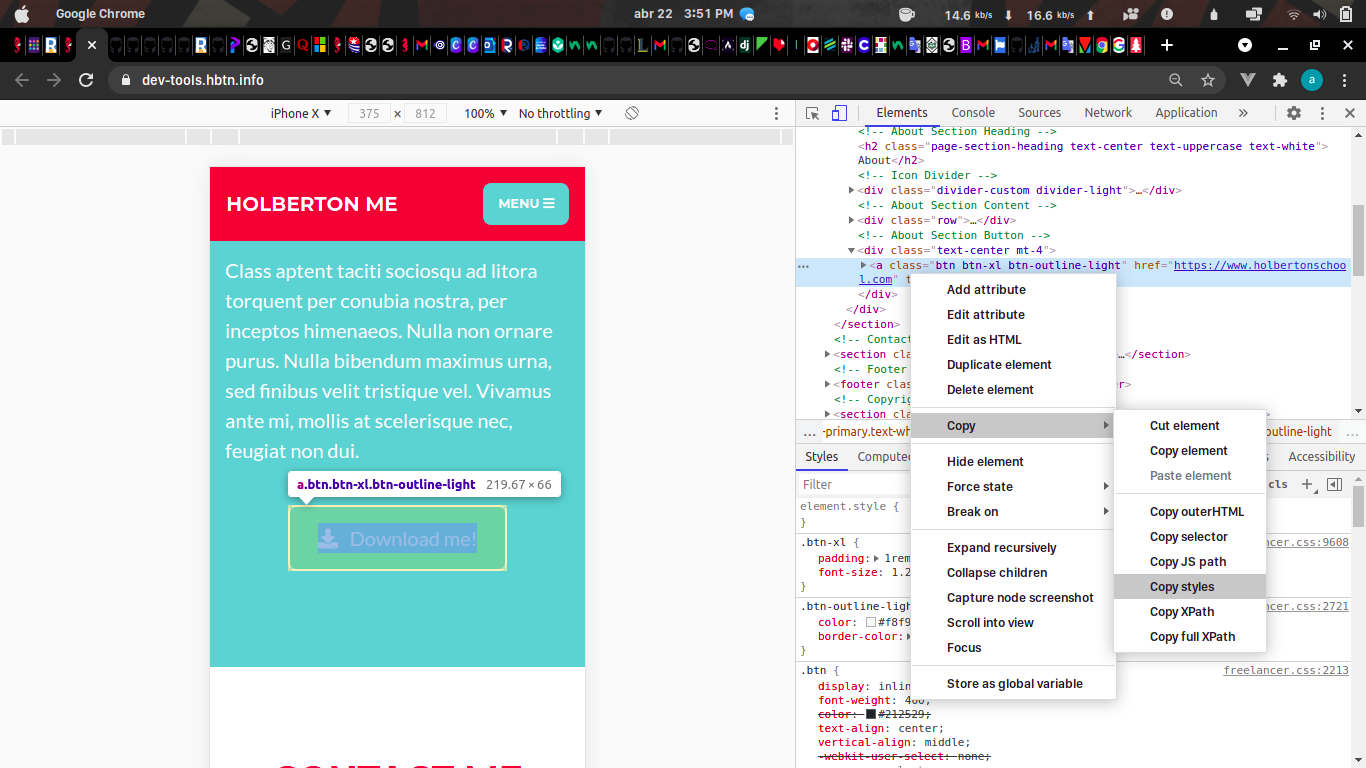 Google Chrome
abr 22 3:51 PM
14.6 kb/s
16.6 kb/s
dev-tools.hbtn.info
iPhone X
375 × 812
100%
No throttling
HOLBERTON ME
MENU
Class aptent taciti sociosqu ad litora
torquent per conubia nostra, per
inceptos himenaeos. Nulla non ornare
purus. Nulla bibendum maximus urna,
sed finibus velit tristique vel. Vivamus
ante mi, mollis at scelerisque nec,
feugiat non dui.
a.btn.btn-xl.btn-outline-light 219.67 × 66
Download me!
CONTACT ME
Elements Console Sources Network Application »
<!-- About Section Heading -->
<h2 class="page-section-heading text-center text-uppercase text-white">
About</h2>
<!-- Icon Divider -->
<div class="divider-custom divider-light">…</div>
<!-- About Section Content -->
<div class="row">…</div>
<!-- About Section Button -->
<div class="text-center mt-4">
<a class="btn btn-xl btn-outline-light" href="https://www.holbertonschoo
l.com" t
</div>
</div>
</section>
<!-- Contac
<section clas …</section>
<!-- Footer
<footer class er>
<!-- Copyrig
<section clas
... -primary.text-wh outline-light ...
Styles Computed s Accessibility
Filter cls
element.style {
}
.btn-xl { lancer.css:9608
padding: 1rem
font-size: 1.2
}
.btn-outline-ligh lancer.css:2721
color: #f8f9
border-color:
}
.btn { freelancer.css:2213
display: inlin
font-weight: 400;
color: #212529;
text-align: center;
vertical-align: middle;
-webkit-user-select: none;
Add attribute
Edit attribute
Edit as HTML
Duplicate element
Delete element
Copy
Hide element
Force state
Break on
Expand recursively
Collapse children
Capture node screenshot
Scroll into view
Focus
Store as global variable
Cut element
Copy element
Paste element
Copy outerHTML
Copy selector
Copy JS path
Copy styles
Copy XPath
Copy full XPath